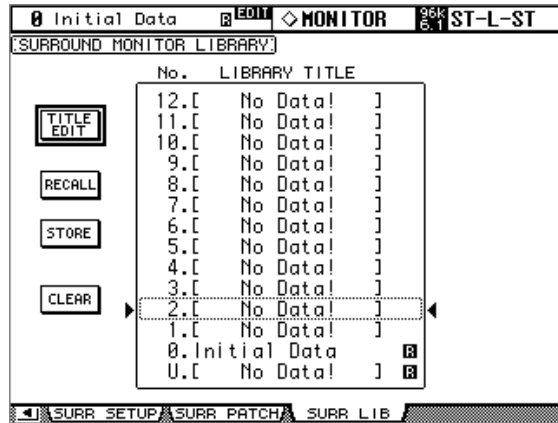 0 Initial Data R EDIT ◇MONITOR 96k 6.1 ST-L-ST
SURROUND MONITOR LIBRARY
No. LIBRARY TITLE
TITLE EDIT
RECALL
STORE
CLEAR
12.[ No Data! ]
11.[ No Data! ]
10.[ No Data! ]
9.[ No Data! ]
8.[ No Data! ]
7.[ No Data! ]
6.[ No Data! ]
5.[ No Data! ]
4.[ No Data! ]
3.[ No Data! ]
2.[ No Data! ]
1.[ No Data! ]
0.Initial Data R
U.[ No Data! ] R
SURR SETUP SURR PATCH SURR LIB